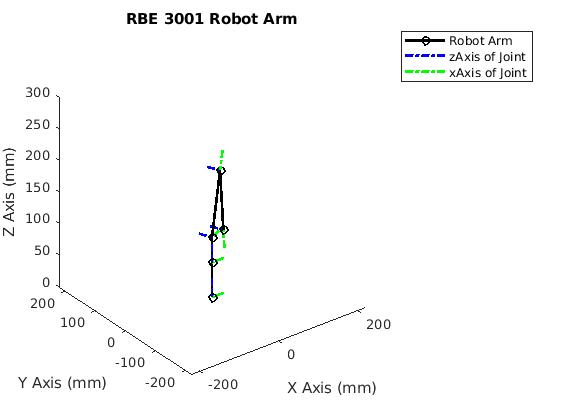 RBE 3001 Robot Arm
Robot Arm
zAxis of Joint
xAxis of Joint
300
250
200
150
100
50
0
Z Axis (mm)
200
100
0
-100
-200
Y Axis (mm)
-200
0
200
X Axis (mm)